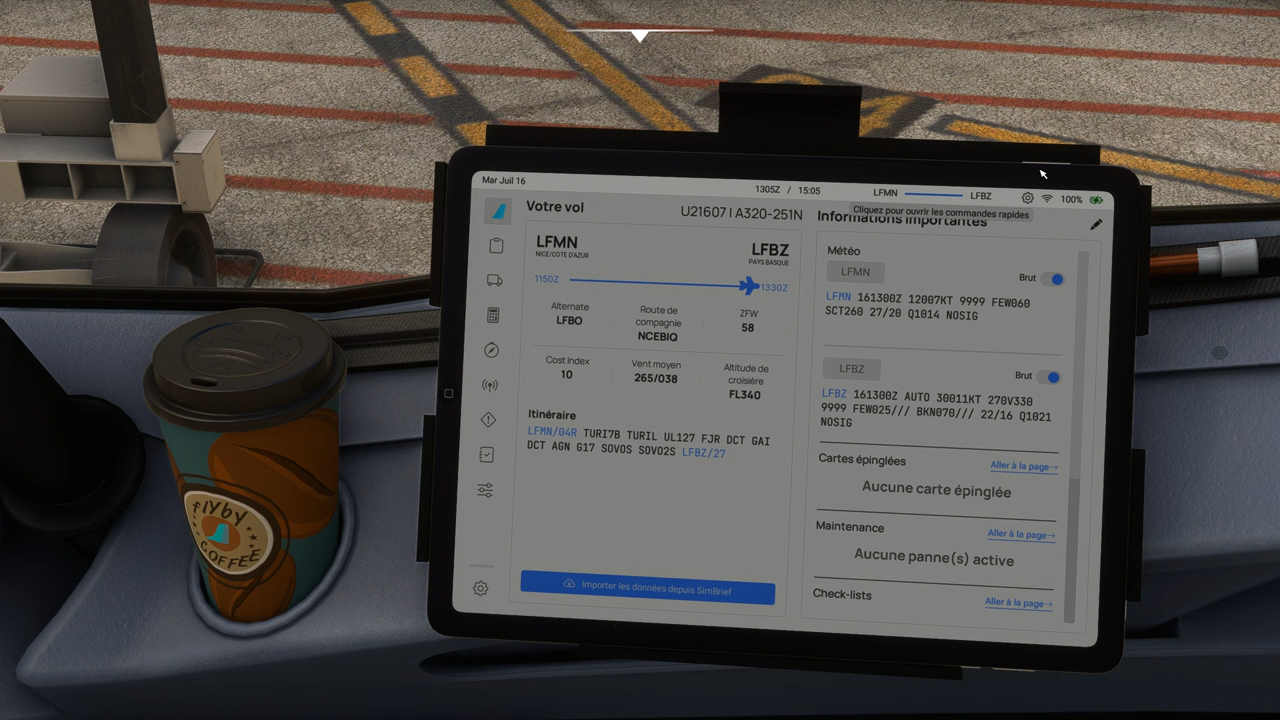 Mar Juil 16
1305Z / 15:05
LFMN
LFBZ
100%
Cliquez pour ouvrir les commandes rapides
Votre vol
U21607 | A320-251N
LFMN
NICE/COTE D'AZUR
LFBZ
PAYS BASQUE
1150Z
1330Z
Alternate
LFBO
Route de
compagnie
NCEBIQ
ZFW
58
Cost Index
10
Vent moyen
265/038
Altitude de
croisière
FL340
Itinéraire
LFMN/04R TURI7B TURIL UL127 FJR DCT GAI
DCT AGN G17 SOVOS SOVO2S LFBZ/27
Importer les données depuis SimBrief
Informations importantes
Météo
LFMN
Brut
LFMN 161300Z 12007KT 9999 FEW060
SCT260 27/20 Q1014 NOSIG
LFBZ
Brut
LFBZ 161300Z AUTO 30011KT 270V330
9999 FEW025/// BKN070/// 22/16 Q1021
NOSIG
Cartes épinglées
Aller à la page→
Aucune carte épinglée
Maintenance
Aller à la page→
Aucune panne(s) active
Check-lists
Aller à la page→
flyby
COFFEE